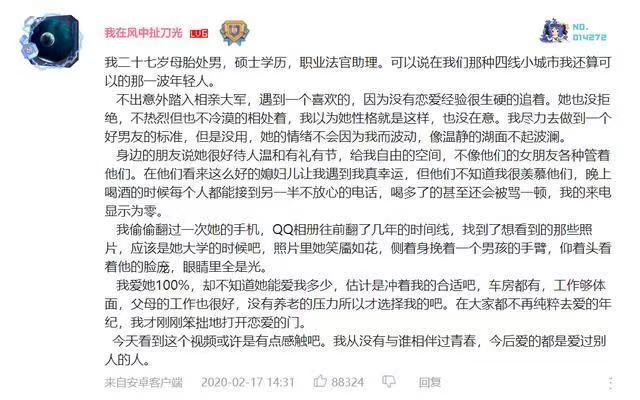 我在风中扯刀光 LV6 NO.
014272
我二十七岁母胎处男，硕士学历，职业法官助理。可以说在我们那种四线小城市我还算可
以的那一波年轻人。
不出意外踏入相亲大军，遇到一个喜欢的，因为没有恋爱经验很生硬的追着。她也没拒
绝，不热烈但也不冷漠的相处着，我以为她性格就是这样，也没在意。我尽力去做到一个
好男友的标准，但是没用，她的情绪不会因为我而波动，像温静的湖面不起波澜。
身边的朋友说她很好待人温和有礼有节，给我自由的空间，不像他们的女朋友各种管着
他们。在他们看来这么好的媳妇儿让我遇到我真幸运，但他们不知道我很羡慕他们，晚上
喝酒的时候每个人都能接到另一半不放心的电话，喝多了的甚至还会被骂一顿，我的来电
显示为零。
我偷偷翻过一次她的手机，QQ相册往前翻了几年的时间线，找到了想看到的那些照
片，应该是她大学的时候吧，照片里她笑靥如花，侧着身挽着一个男孩的手臂，仰着头看
着他的脸庞，眼睛里全是光。
我爱她100%，却不知道她能爱我多少，估计是冲着我的合适吧，车房都有，工作够体
面，父母的工作也很好，没有养老的压力所以才选择我的吧。在大家都不再纯粹去爱的年
纪，我才刚刚笨拙地打开恋爱的门。
今天看到这个视频或许是有点感触吧。我从没有与谁相伴过青春，今后爱的都是爱过别
人的人。
来自安卓客户端 2020-02-17 14:31 88324 回复